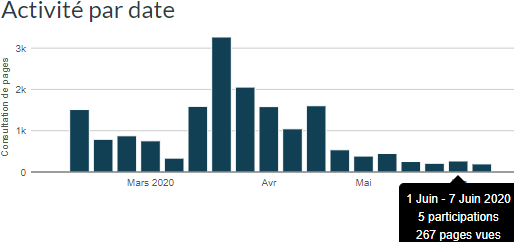 Activité par date
Consultation de pages
3k
2k
1k
0
Mars 2020
Avr
Mai
1 Juin - 7 Juin 2020
5 participations
267 pages vues